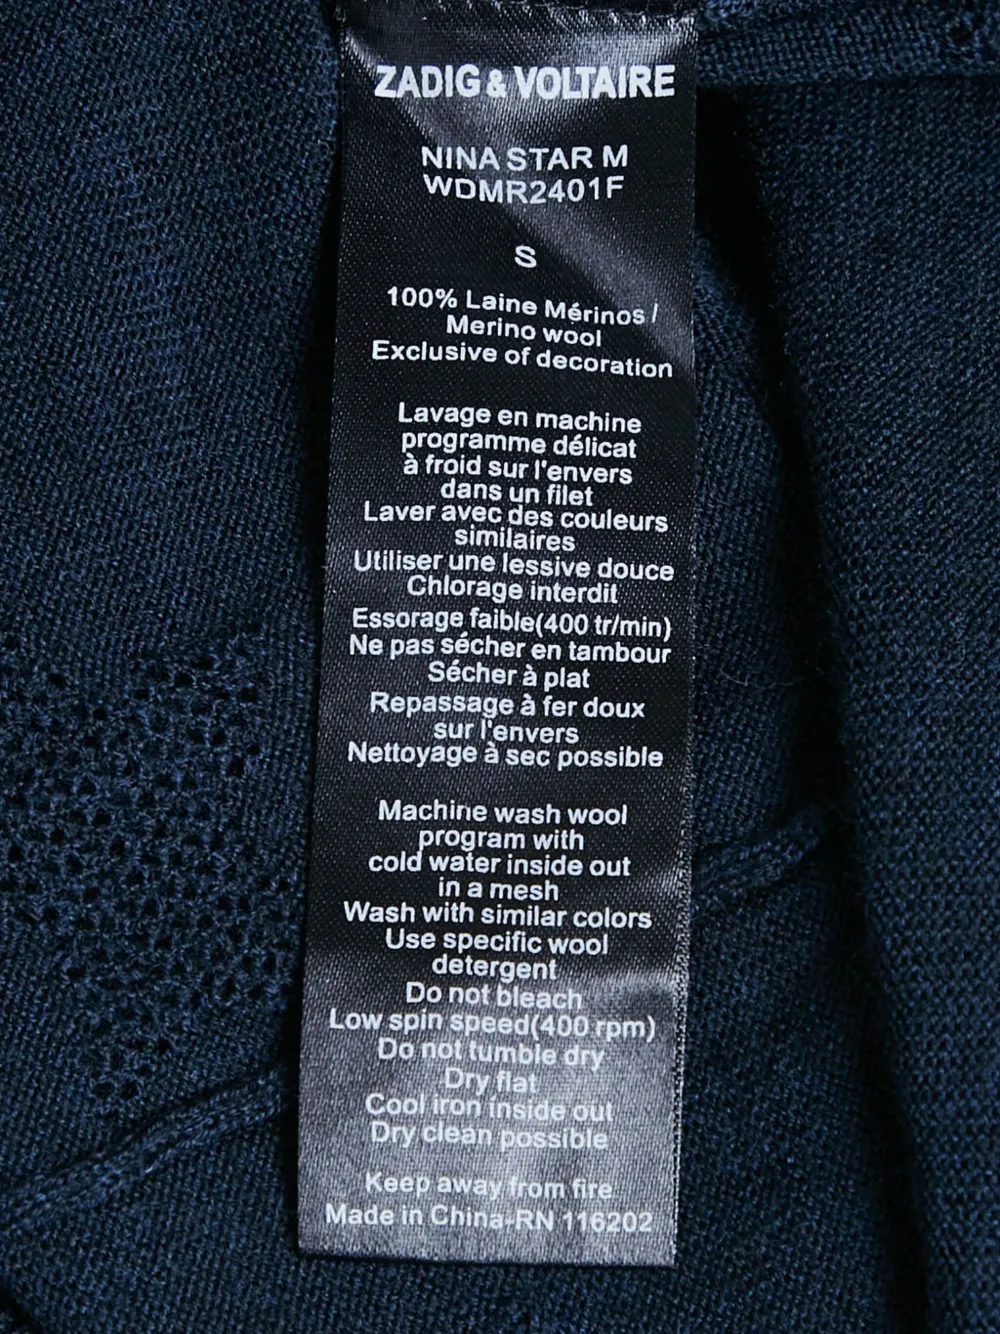 ZADIG & VOLTAIRE
NINA STAR M
WDMR2401F
S
100% Laine Mérinos /
Merino wool
Exclusive of decoration
Lavage en machine
programme délicat
à froid sur l'envers
dans un filet
Laver avec des couleurs
similaires
Utiliser une lessive douce
Chlorage interdit
Essorage faible(400 tr/min)
Ne pas sécher en tambour
Sécher à plat
Repassage à fer doux
sur l'envers
Nettoyage à sec possible
Machine wash wool
program with
cold water inside out
in a mesh
Wash with similar colors
Use specific wool
detergent
Do not bleach
Low spin speed(400 rpm)
Do not tumble dry
Dry flat
Cool iron inside out
Dry clean possible
Keep away from fire
Made in China-RN 116202